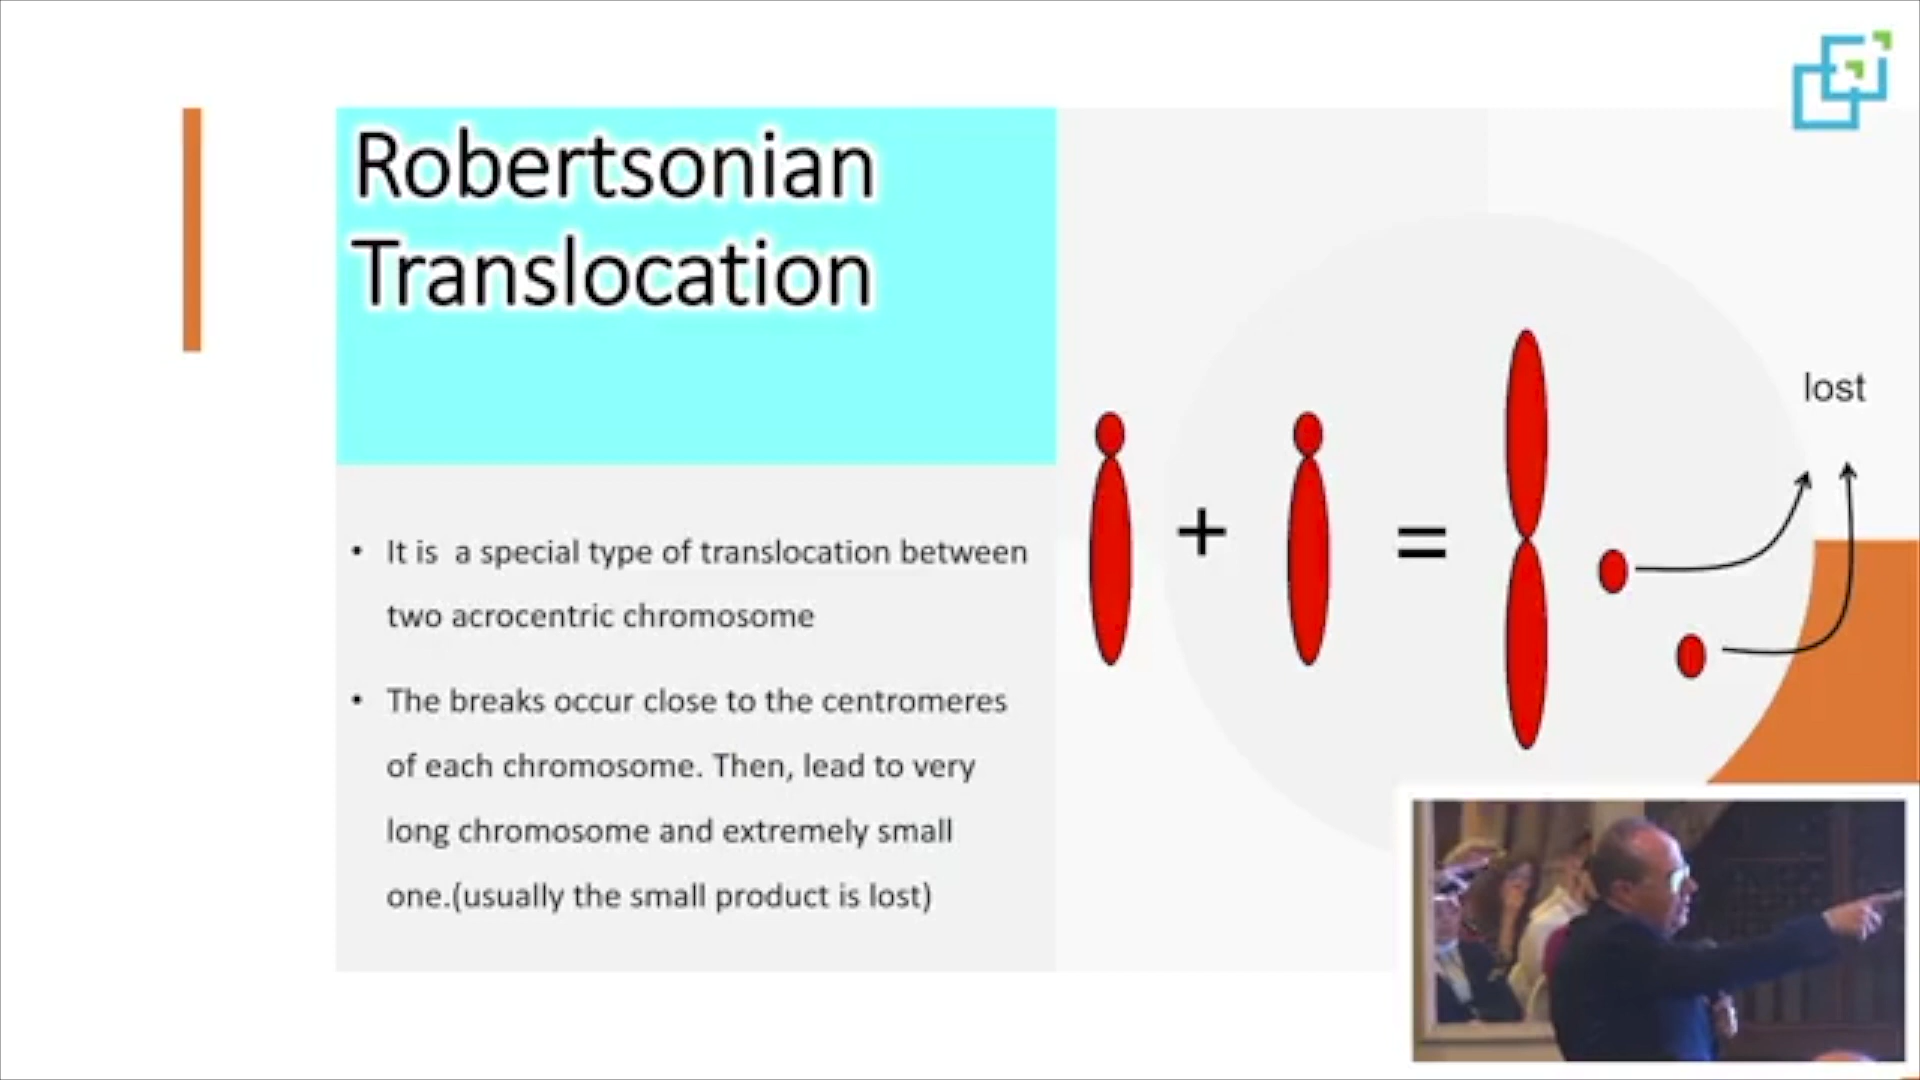 Robertsonian
Translocation
• It is a special type of translocation between
two acrocentric chromosome
• The breaks occur close to the centromeres
of each chromosome. Then, lead to very
long chromosome and extremely small
one.(usually the small product is lost)
+
=
lost